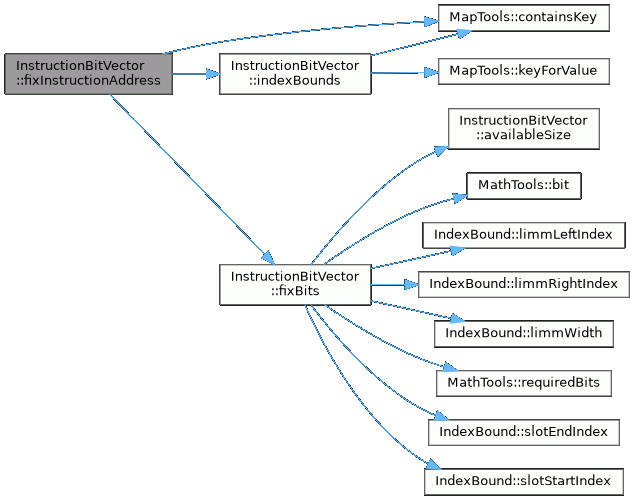 InstructionBitVector
::fixInstructionAddress
InstructionBitVector
::indexBounds
MapTools::containsKey
MapTools::keyForValue
InstructionBitVector
::fixBits
InstructionBitVector
::availableSize
MathTools::bit
IndexBound::limmLeftIndex
IndexBound::limmRightIndex
IndexBound::limmWidth
MathTools::requiredBits
IndexBound::slotEndIndex
IndexBound::slotStartIndex